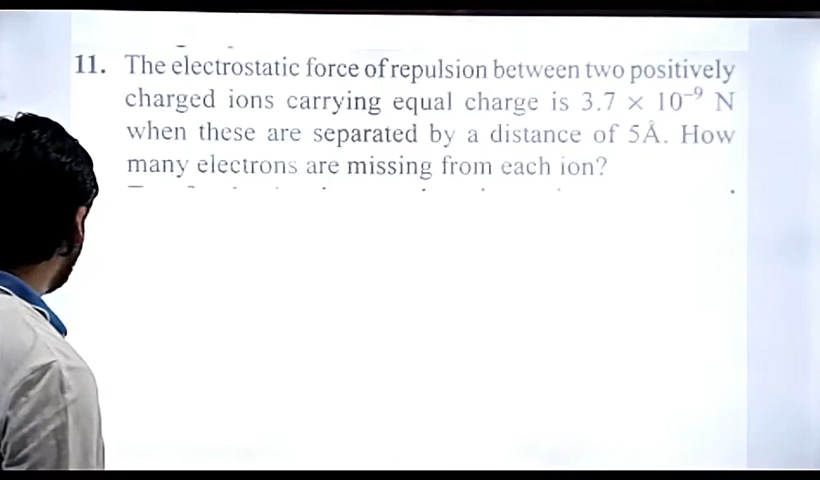 11. The electrostatic force of repulsion between two positively
charged ions carrying equal charge is 3.7 × 10⁻⁹ N
when these are separated by a distance of 5Å. How
many electrons are missing from each ion?